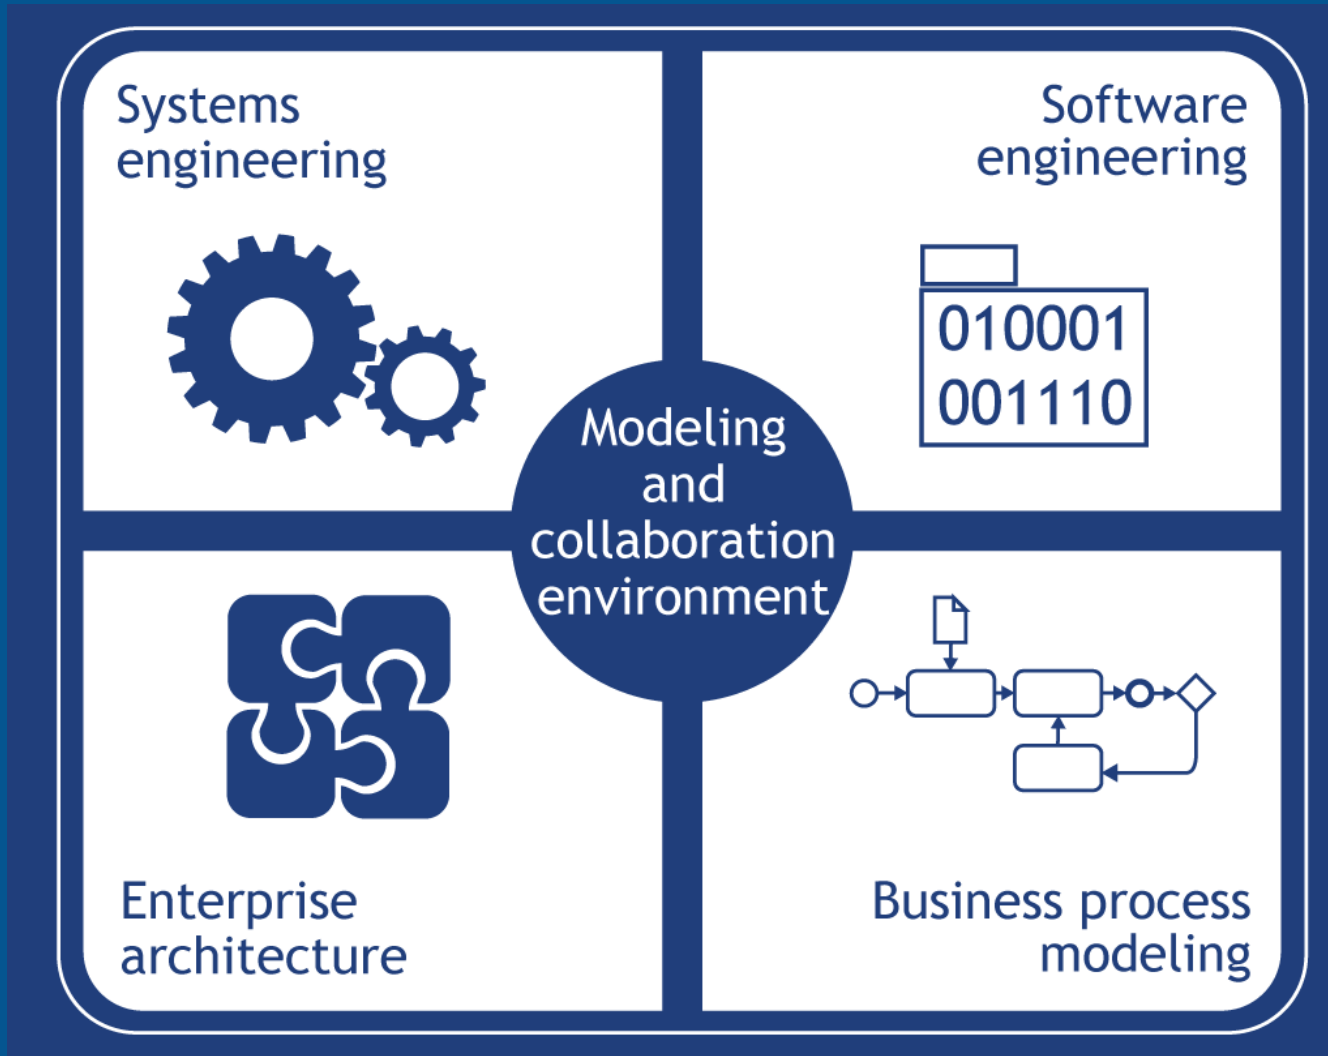 Systems
engineering
Software
engineering
010001
001110
Modeling
and
collaboration
environment
Enterprise
architecture
Business process
modeling